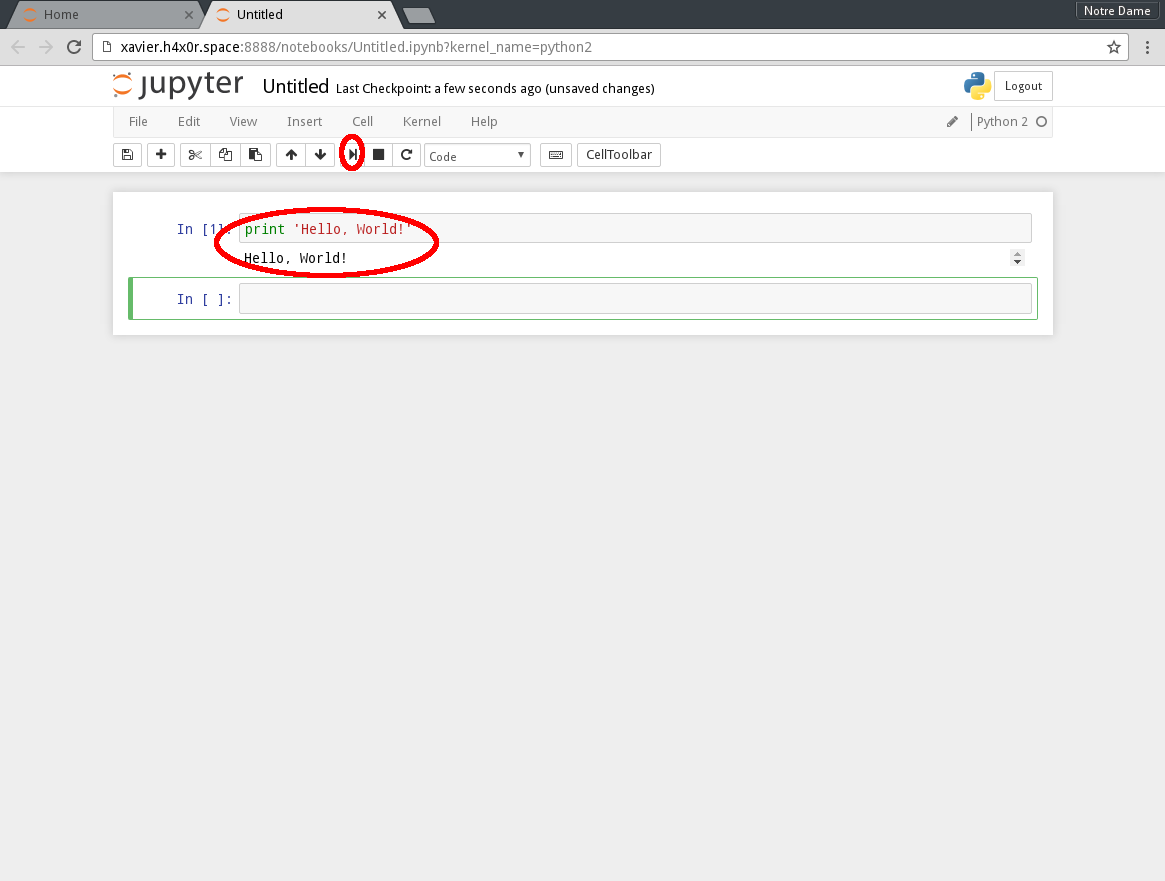 Home
Untitled
Notre Dame
xavier.h4x0r.space:8888/notebooks/Untitled.ipynb?kernel_name=python2
jupyter Untitled Last Checkpoint: a few seconds ago (unsaved changes)
Logout
File Edit View Insert Cell Kernel Help
Python 2
Code
CellToolbar
In [1]: print 'Hello, World!'
Hello, World!
In [ ]: